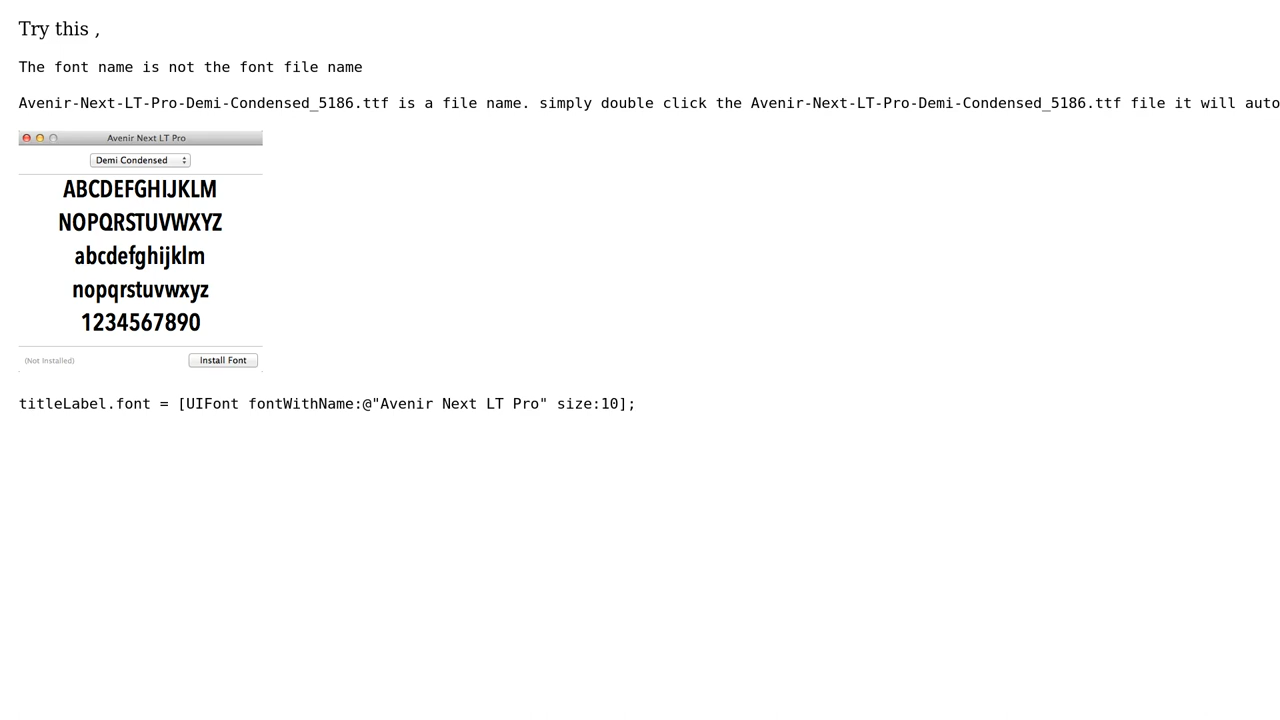 Try this ,
The font name is not the font file name
Avenir-Next-LT-Pro-Demi-Condensed_5186.ttf is a file name. simply double click the Avenir-Next-LT-Pro-Demi-Condensed_5186.ttf file it will auto
Avenir Next LT Pro
Demi Condensed
ABCDEFGHIJKLM
NOPQRSTUVWXYZ
abcdefghijklm
nopqrstuvwxyz
1234567890
(Not Installed) Install Font
titleLabel.font = [UIFont fontWithName:@"Avenir Next LT Pro" size:10];